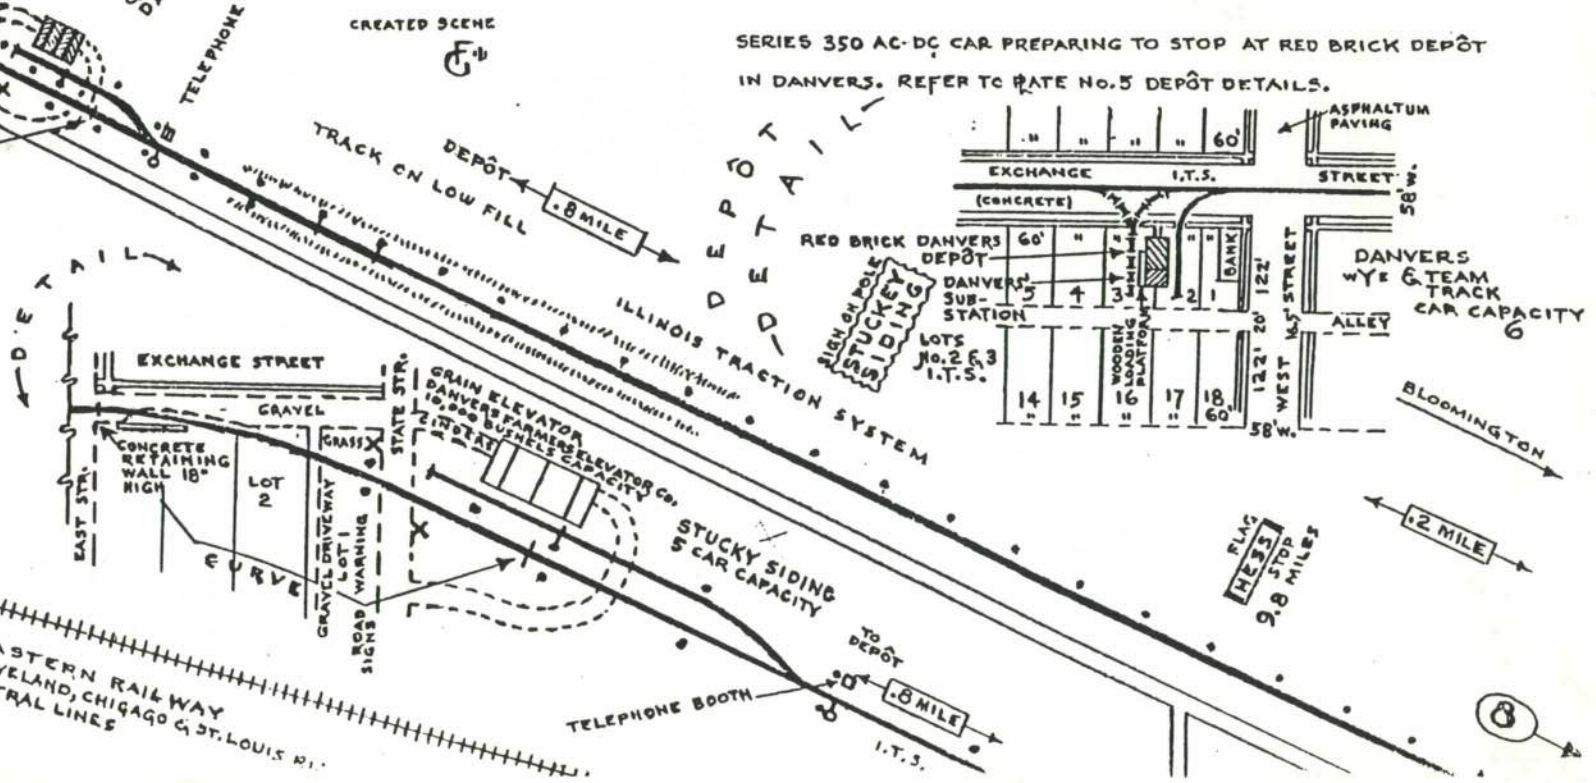 CREATED SCENE
SERIES 350 AC-DC CAR PREPARING TO STOP AT RED BRICK DEPÔT
IN DANVERS. REFER TO PLATE No.5 DEPÔT DETAILS.
TELEPHONE
TRACK ON LOW FILL
DEPÔT
.8 MILE
DEPÔT
DETAIL
ASPHALTUM
PAVING
" " " " 60'
EXCHANGE I.T.S. STREET
(CONCRETE)
58' W.
RED BRICK DANVERS
DEPÔT
DANVERS
SUB-
STATION
60' " " " "
5 4 3 2 1
BANK
122'
20'
122'
WEST STREET
16.5'
ALLEY
DANVERS
WYE & TEAM
TRACK
CAR CAPACITY
6
SIGN ON POLE
STUCKEY
SIDING
LOTS
No.2 & 3
I.T.S.
WOODEN
LOADING
PLATFORM
14 15 16 17 18
" " " 60'
58' W.
ILLINOIS TRACTION SYSTEM
BLOOMINGTON
.2 MILE
FLAG
HESS
STOP
9.8 MILES
8
DETAIL
EXCHANGE STREET
GRAVEL
GRASS
STATE STR.
EAST STR.
CONCRETE
RETAINING
WALL 18"
HIGH
LOT
2
CURVE
GRAVEL DRIVEWAY
LOT 1
ROAD WARNING
SIGNS
GRAIN ELEVATOR
DANVERS FARMERS ELEVATOR CO.
10,000 BUSHELS CAPACITY
STUCKY SIDING
5 CAR CAPACITY
TO
DEPÔT
.8 MILE
TELEPHONE BOOTH
I.T.S.
ASTERN RAILWAY
VELAND, CHIGAGO & ST. LOUIS RY.
TRAL LINES